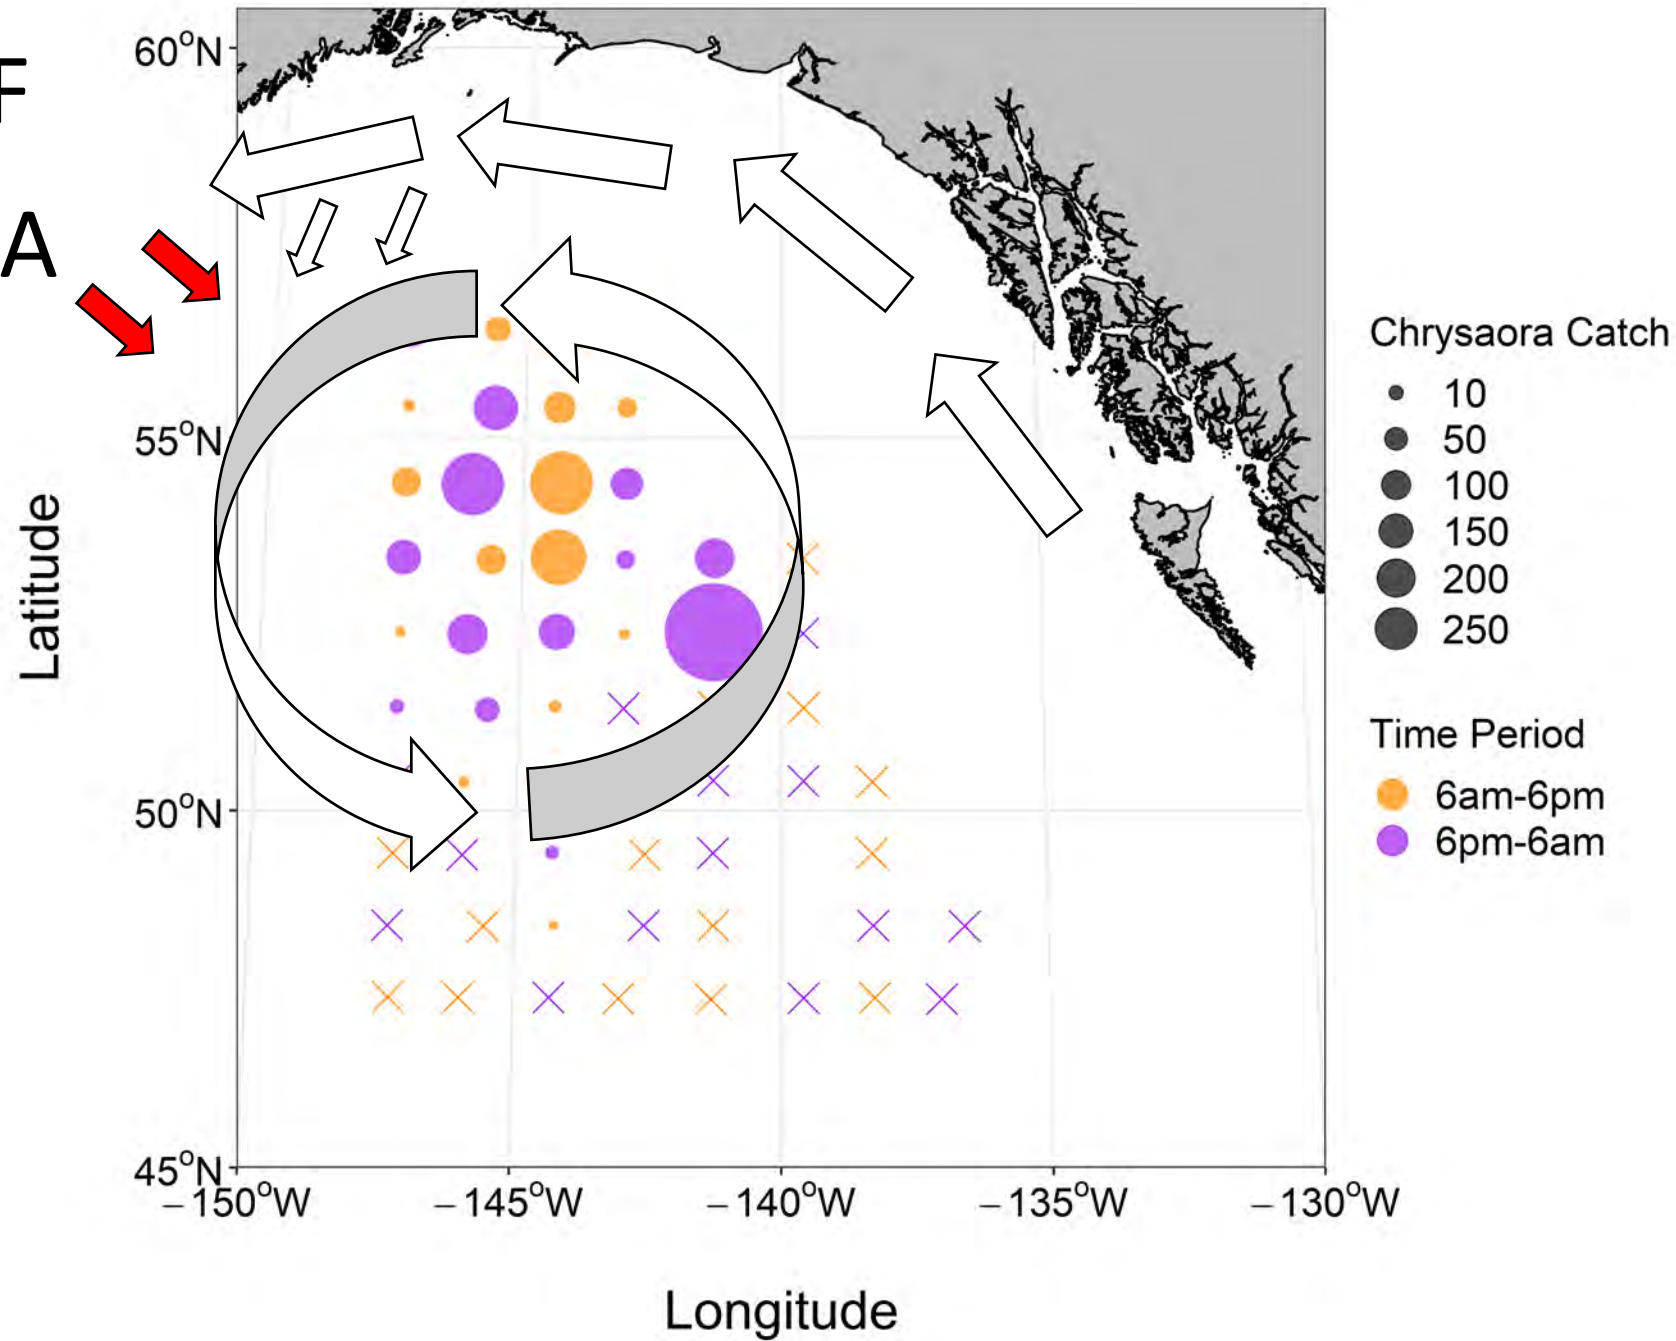 F
A
60°N
55°N
50°N
45°N
Latitude
−150°W −145°W −140°W −135°W −130°W
Longitude
Chrysaora Catch
10
50
100
150
200
250
Time Period
6am-6pm
6pm-6am